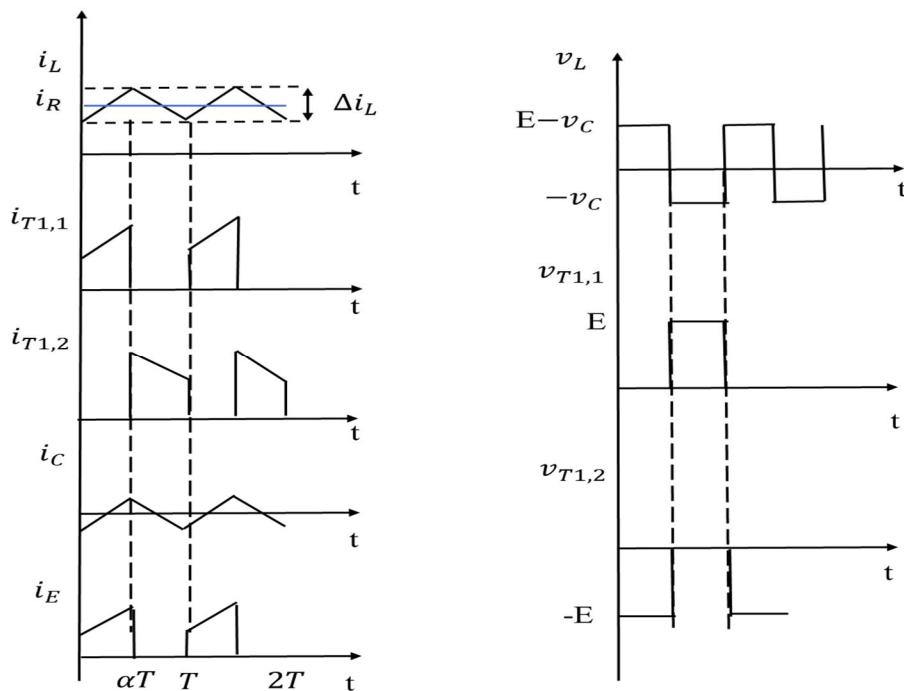 i_L
i_R
Δi_L
t
i_{T1,1}
t
i_{T1,2}
t
i_C
t
i_E
αT
T
2T
t
v_L
E−v_C
t
−v_C
v_{T1,1}
E
t
v_{T1,2}
t
-E